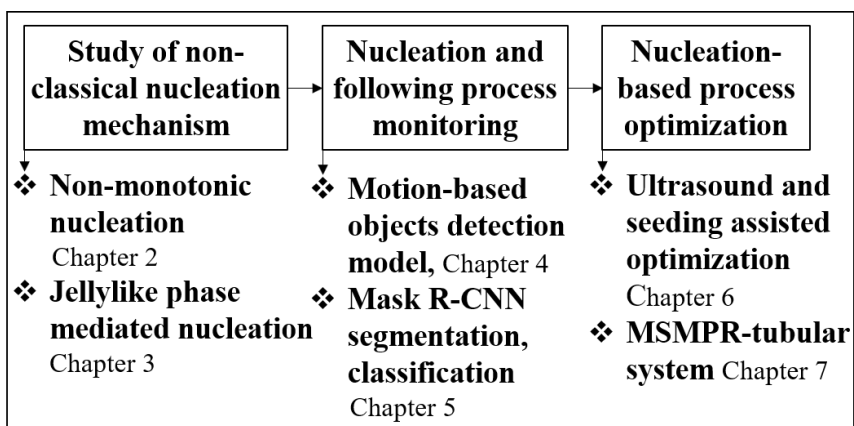 Study of non-
classical nucleation
mechanism
❖ Non-monotonic
nucleation
Chapter 2
❖ Jellylike phase
mediated nucleation
Chapter 3
Nucleation and
following process
monitoring
❖ Motion-based
objects detection
model, Chapter 4
❖ Mask R-CNN
segmentation,
classification
Chapter 5
Nucleation-
based process
optimization
❖ Ultrasound and
seeding assisted
optimization
Chapter 6
❖ MSMPR-tubular
system Chapter 7